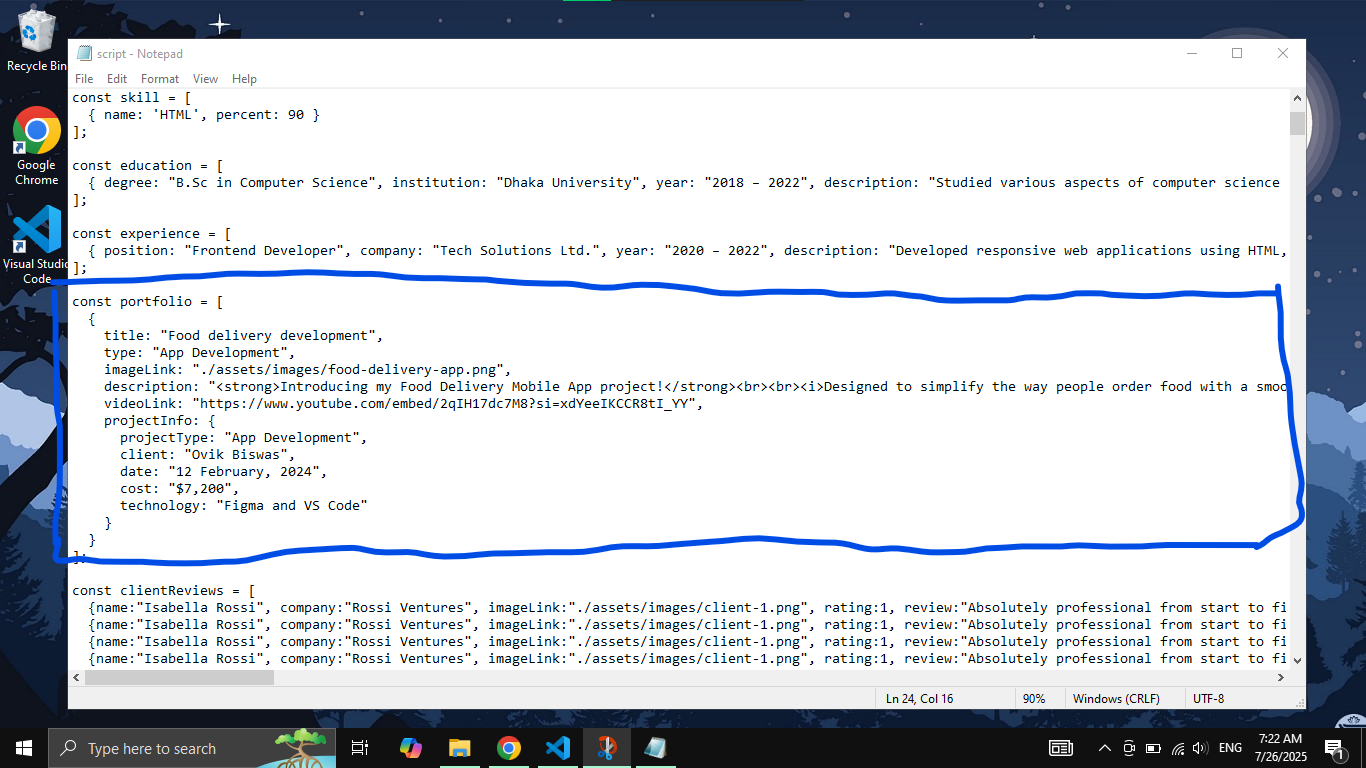 Recycle Bin
Google
Chrome
Visual Studio
Code
script - Notepad
File Edit Format View Help
const skill = [
  { name: 'HTML', percent: 90 }
];
const education = [
  { degree: "B.Sc in Computer Science", institution: "Dhaka University", year: "2018 – 2022", description: "Studied various aspects of computer science
];
const experience = [
  { position: "Frontend Developer", company: "Tech Solutions Ltd.", year: "2020 – 2022", description: "Developed responsive web applications using HTML,
];
const portfolio = [
  {
    title: "Food delivery development",
    type: "App Development",
    imageLink: "./assets/images/food-delivery-app.png",
    description: "<strong>Introducing my Food Delivery Mobile App project!</strong><br><br><i>Designed to simplify the way people order food with a smoo
    videoLink: "https://www.youtube.com/embed/2qIH17dc7M8?si=xdYeeIKCCR8tI_YY",
    projectInfo: {
      projectType: "App Development",
      client: "Ovik Biswas",
      date: "12 February, 2024",
      cost: "$7,200",
      technology: "Figma and VS Code"
    }
  }
];
const clientReviews = [
  {name:"Isabella Rossi", company:"Rossi Ventures", imageLink:"./assets/images/client-1.png", rating:1, review:"Absolutely professional from start to fi
  {name:"Isabella Rossi", company:"Rossi Ventures", imageLink:"./assets/images/client-1.png", rating:1, review:"Absolutely professional from start to fi
  {name:"Isabella Rossi", company:"Rossi Ventures", imageLink:"./assets/images/client-1.png", rating:1, review:"Absolutely professional from start to fi
  {name:"Isabella Rossi", company:"Rossi Ventures", imageLink:"./assets/images/client-1.png", rating:1, review:"Absolutely professional from start to fi
Ln 24, Col 16 90% Windows (CRLF) UTF-8
Type here to search
ENG
7:22 AM
7/26/2025
1